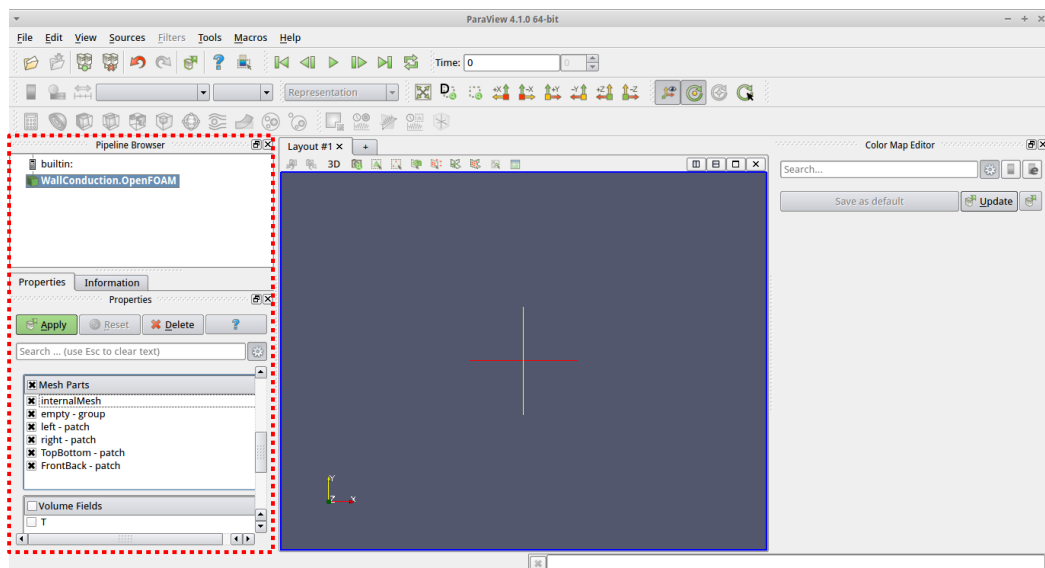 ParaView 4.1.0 64-bit
File Edit View Sources Filters Tools Macros Help
Time: 0 0
Representation
+X -X +Y -Y +Z -Z
Pipeline Browser
Layout #1 × +
Color Map Editor
builtin:
3D
WallConduction.OpenFOAM
Search...
Save as default
Update
Properties Information
Properties
Apply Reset Delete ?
Search ... (use Esc to clear text)
Mesh Parts
internalMesh
empty - group
left - patch
right - patch
TopBottom - patch
FrontBack - patch
Volume Fields
T
Y
Z X